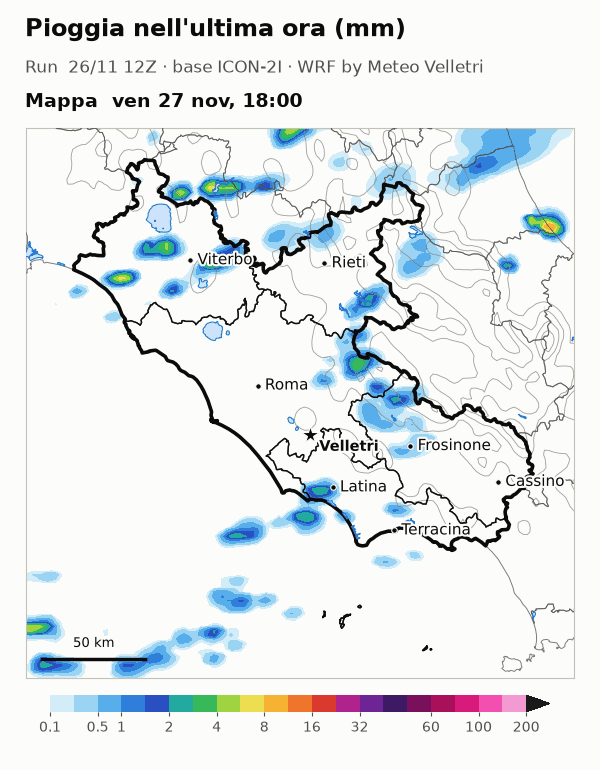 Pioggia nell'ultima ora (mm)
Run  26/11 12Z · base ICON-2I · WRF by Meteo Velletri
Mappa  ven 27 nov, 18:00
Viterbo
Rieti
Roma
Velletri
Frosinone
Latina
Cassino
Terracina
50 km
0.1 0.5 1 2 4 8 16 32 60 100 200